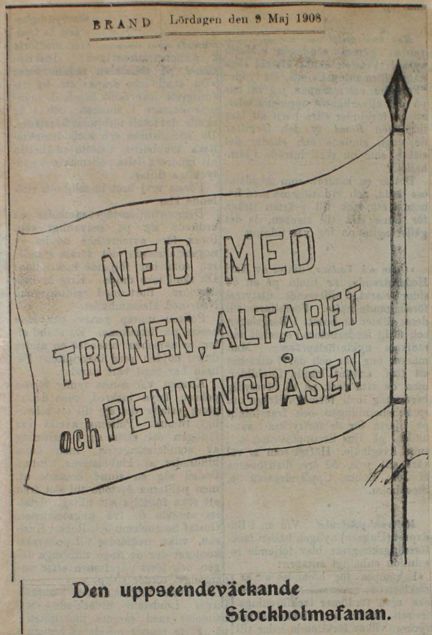 BRAND Lördagen den 9 Maj 1908
NED MED
TRONEN, ALTARET
och PENNINGPÅSEN
Den uppseendeväckande
Stockholmsfanan.